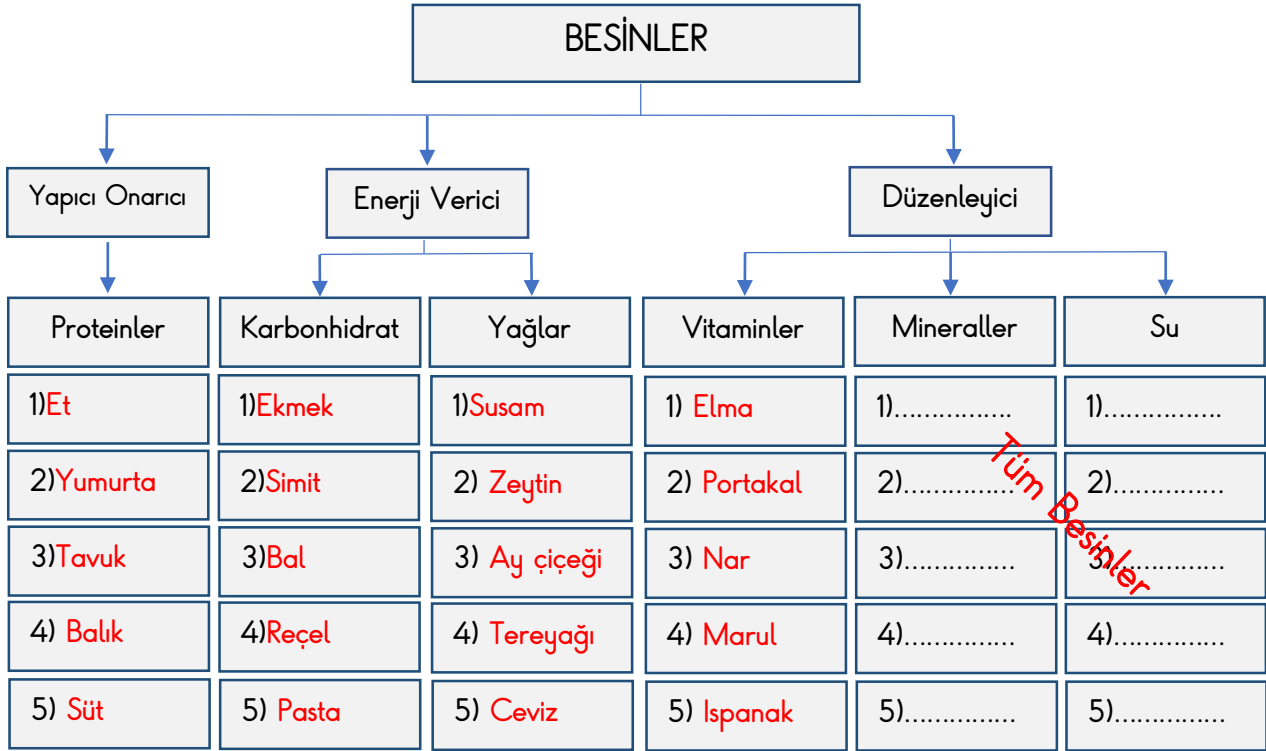 BESİNLER
Yapıcı Onarıcı
Enerji Verici
Düzenleyici
Proteinler
Karbonhidrat
Yağlar
Vitaminler
Mineraller
Su
1)Et
1)Ekmek
1)Susam
1) Elma
1)...............
1)...............
2)Yumurta
2)Simit
2) Zeytin
2) Portakal
2)...............
2)...............
3)Tavuk
3)Bal
3) Ay çiçeği
3) Nar
3)...............
3)...............
Tüm Besinler
4) Balık
4)Reçel
4) Tereyağı
4) Marul
4)...............
4)...............
5) Süt
5) Pasta
5) Ceviz
5) Ispanak
5)...............
5)...............